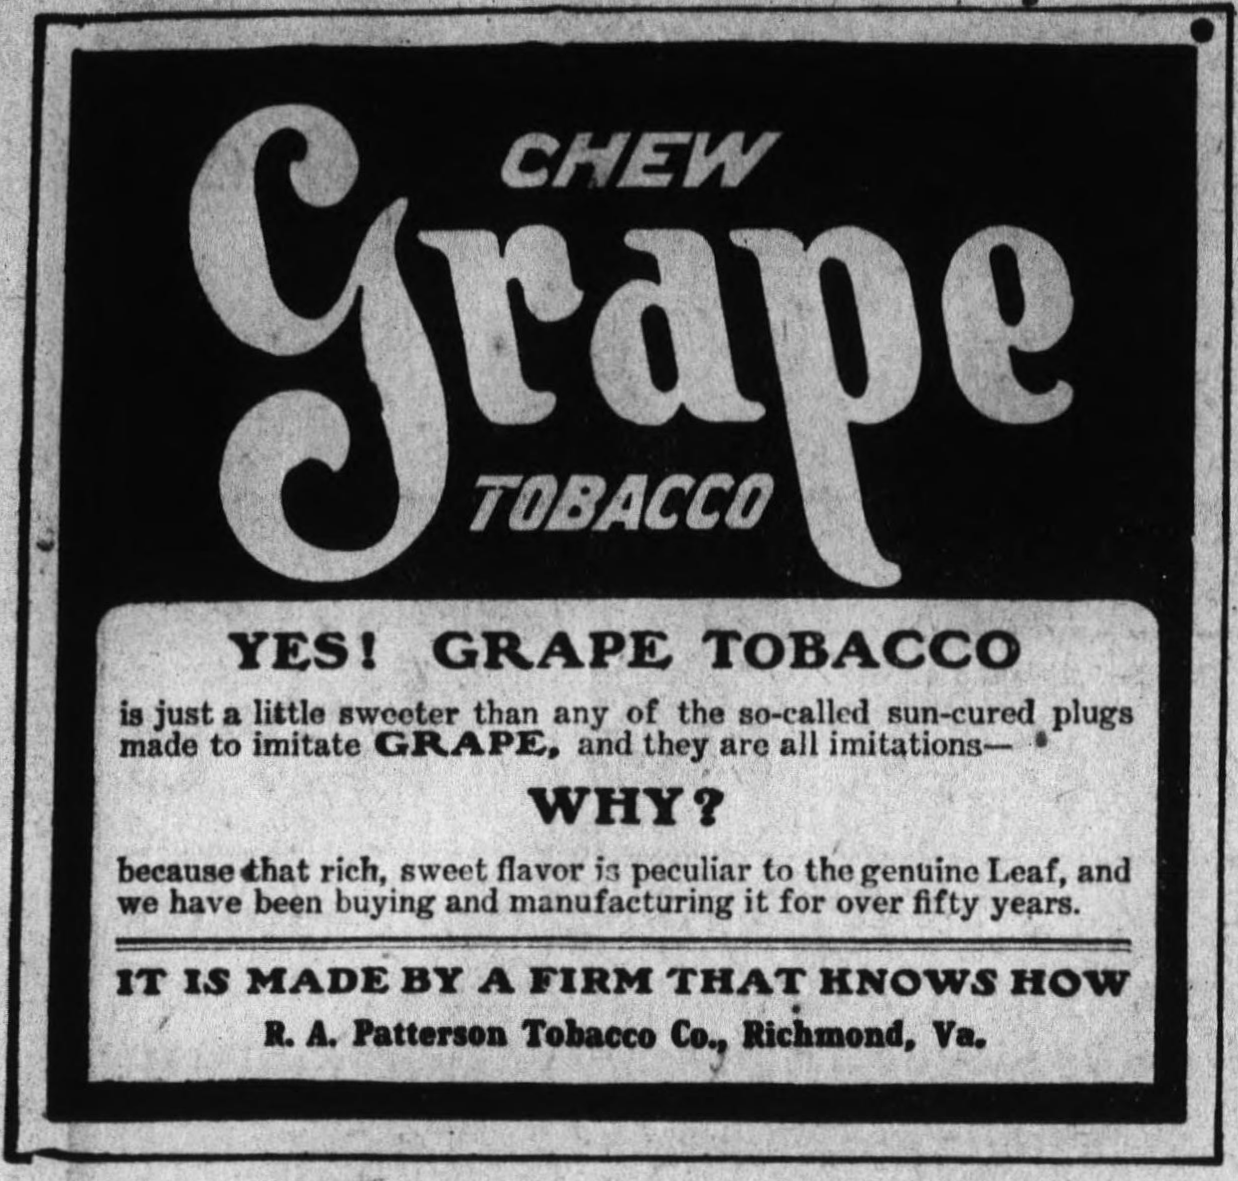 CHEW
Grape
TOBACCO
YES! GRAPE TOBACCO
is just a little sweeter than any of the so-called sun-cured plugs
made to imitate GRAPE, and they are all imitations—
WHY?
because that rich, sweet flavor is peculiar to the genuine Leaf, and
we have been buying and manufacturing it for over fifty years.
IT IS MADE BY A FIRM THAT KNOWS HOW
R. A. Patterson Tobacco Co., Richmond, Va.